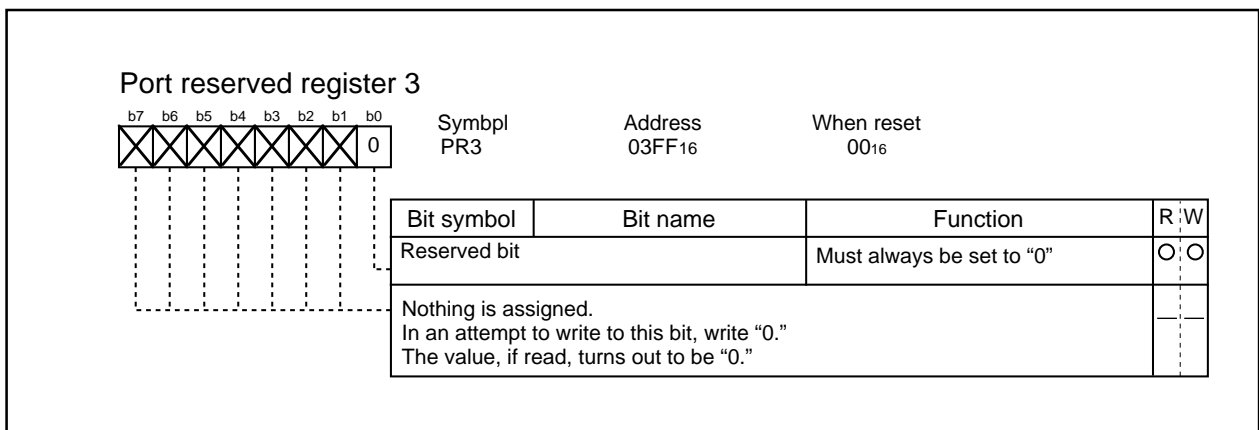 Port reserved register 3
b7 b6 b5 b4 b3 b2 b1 b0
0
Symbpl Address When reset
PR3 03FF16 0016
Bit symbol Bit name Function R W
Reserved bit Must always be set to “0”
Nothing is assigned.
In an attempt to write to this bit, write “0.”
The value, if read, turns out to be “0.”